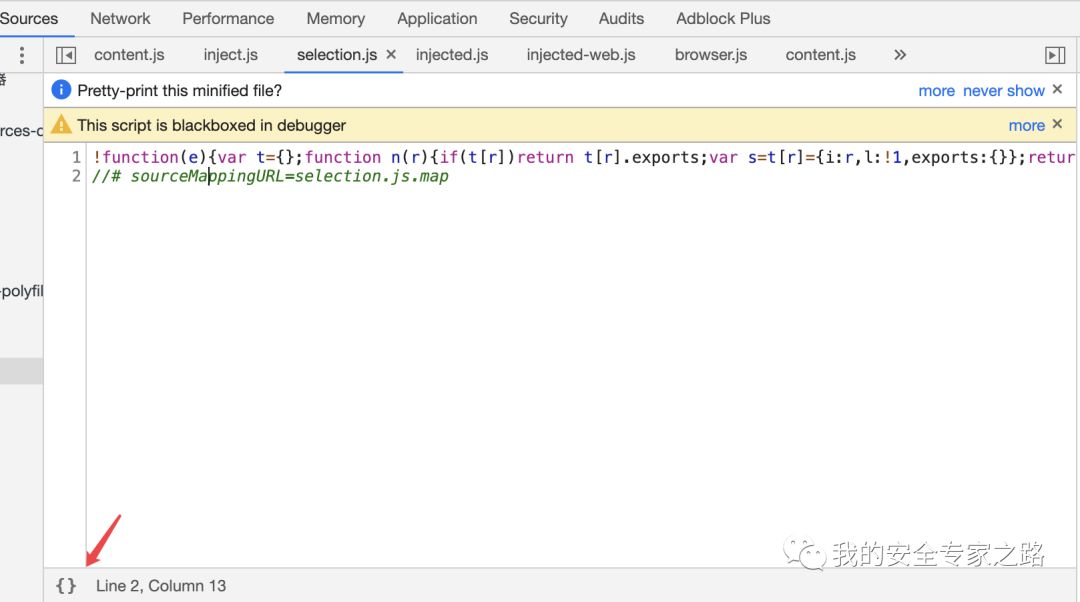 Sources Network Performance Memory Application Security Audits Adblock Plus
content.js inject.js selection.js × injected.js injected-web.js browser.js content.js »
器
Pretty-print this minified file? more never show ×
rces-c
This script is blackboxed in debugger more ×
1 !function(e){var t={};function n(r){if(t[r])return t[r].exports;var s=t[r]={i:r,l:!1,exports:{}};retur
2 //# sourceMappingURL=selection.js.map
-polyfil
我的安全专家之路
{} Line 2, Column 13